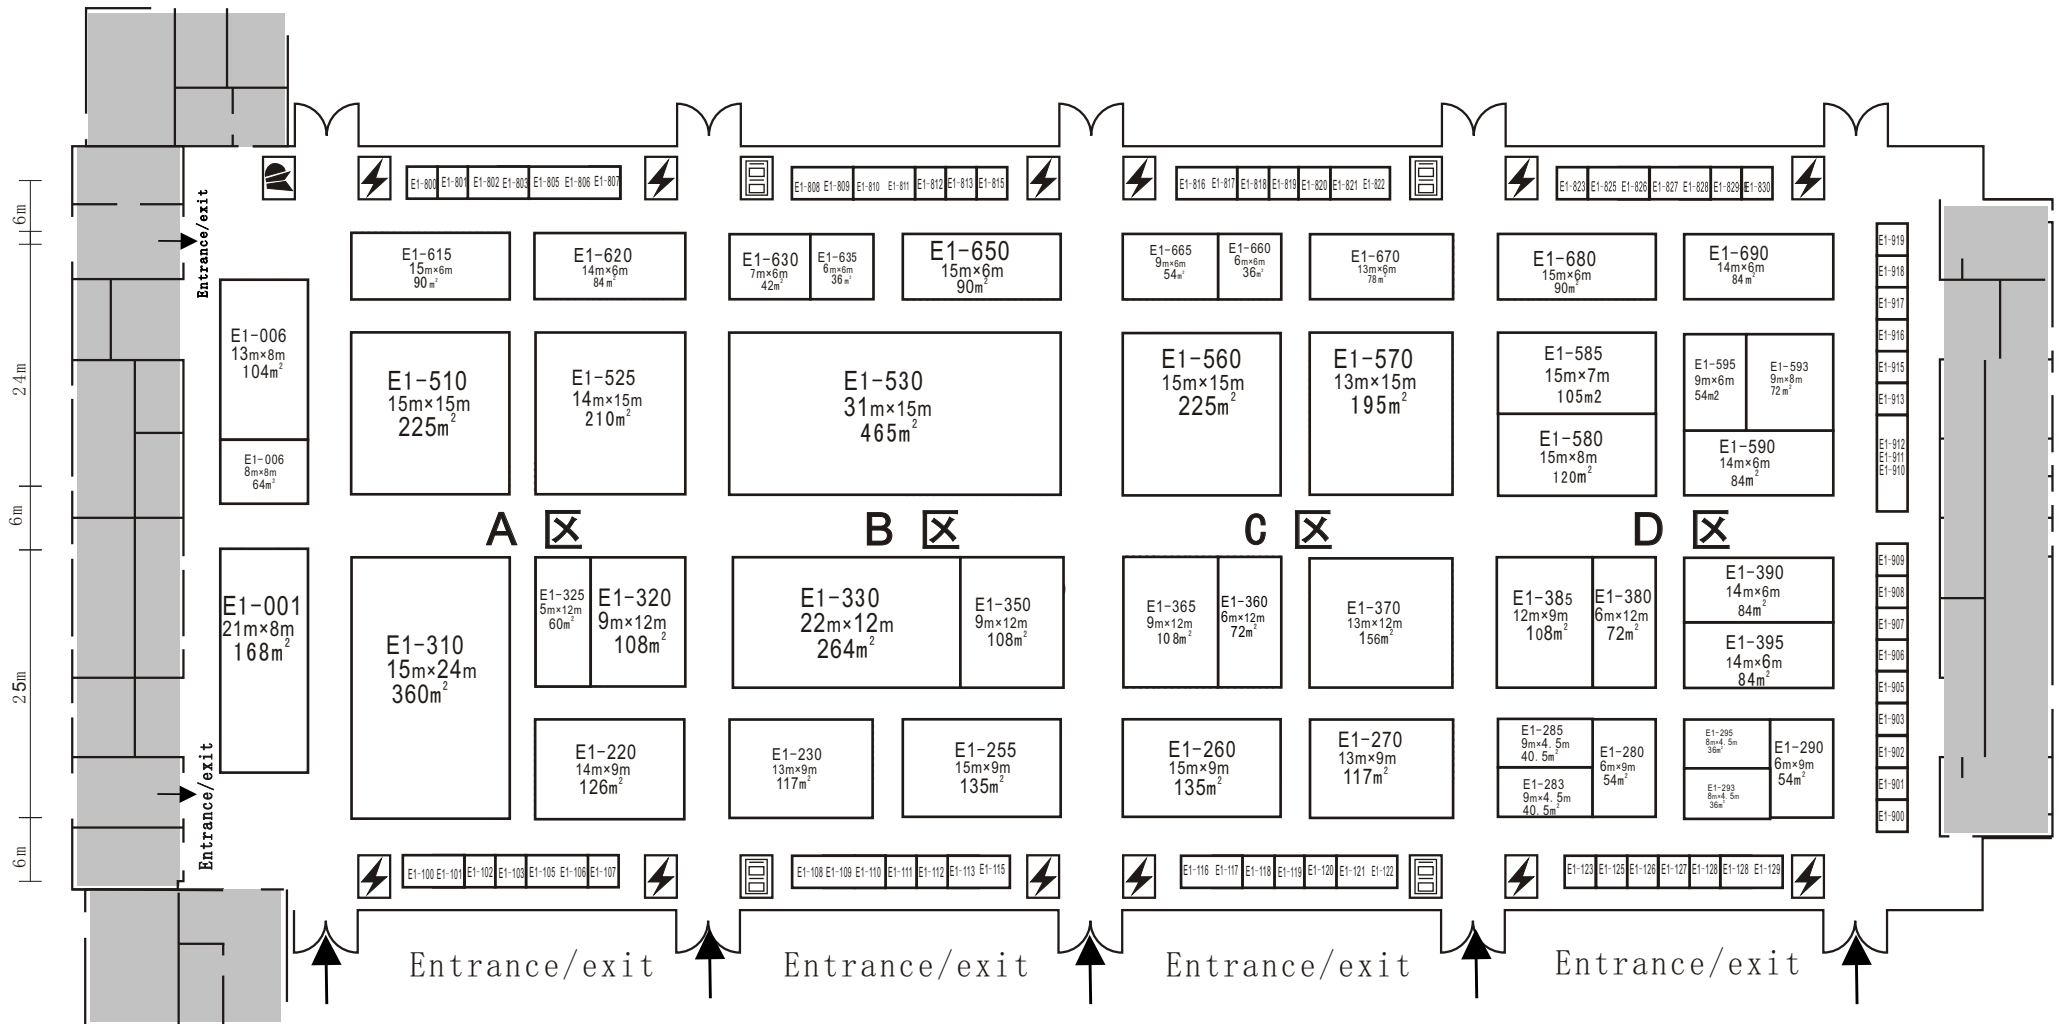 E1-800 E1-801 E1-802 E1-803 E1-805 E1-806 E1-807
E1-808 E1-809 E1-810 E1-811 E1-812 E1-813 E1-815
E1-816 E1-817 E1-818 E1-819 E1-820 E1-821 E1-822
E1-823 E1-825 E1-826 E1-827 E1-828 E1-829 E1-830
6m
24m
6m
25m
6m
Entrance/exit
Entrance/exit
E1-006
13m×8m
104m²
E1-006
8m×8m
64m²
E1-001
21m×8m
168m²
E1-615
15m×6m
90m²
E1-620
14m×6m
84m²
E1-630
7m×6m
42m²
E1-635
6m×6m
36m²
E1-650
15m×6m
90m²
E1-665
9m×6m
54m²
E1-660
6m×6m
36m²
E1-670
13m×6m
78m²
E1-680
15m×6m
90m²
E1-690
14m×6m
84m²
E1-510
15m×15m
225m²
E1-525
14m×15m
210m²
E1-530
31m×15m
465m²
E1-560
15m×15m
225m²
E1-570
13m×15m
195m²
E1-585
15m×7m
105m2
E1-580
15m×8m
120m²
E1-595
9m×6m
54m2
E1-593
9m×8m
72m²
E1-590
14m×6m
84m²
A 区
B 区
C 区
D 区
E1-310
15m×24m
360m²
E1-325
5m×12m
60m²
E1-320
9m×12m
108m²
E1-330
22m×12m
264m²
E1-350
9m×12m
108m²
E1-365
9m×12m
108m²
E1-360
6m×12m
72m²
E1-370
13m×12m
156m²
E1-385
12m×9m
108m²
E1-380
6m×12m
72m²
E1-390
14m×6m
84m²
E1-395
14m×6m
84m²
E1-220
14m×9m
126m²
E1-230
13m×9m
117m²
E1-255
15m×9m
135m²
E1-260
15m×9m
135m²
E1-270
13m×9m
117m²
E1-285
9m×4.5m
40.5m²
E1-283
9m×4.5m
40.5m²
E1-280
6m×9m
54m²
E1-295
8m×4.5m
36m²
E1-293
8m×4.5m
36m²
E1-290
6m×9m
54m²
E1-919
E1-918
E1-917
E1-916
E1-915
E1-913
E1-912
E1-911
E1-910
E1-909
E1-908
E1-907
E1-906
E1-905
E1-903
E1-902
E1-901
E1-900
E1-100 E1-101 E1-102 E1-103 E1-105 E1-106 E1-107
E1-108 E1-109 E1-110 E1-111 E1-112 E1-113 E1-115
E1-116 E1-117 E1-118 E1-119 E1-120 E1-121 E1-122
E1-123 E1-125 E1-126 E1-127 E1-128 E1-128 E1-129
Entrance/exit
Entrance/exit
Entrance/exit
Entrance/exit